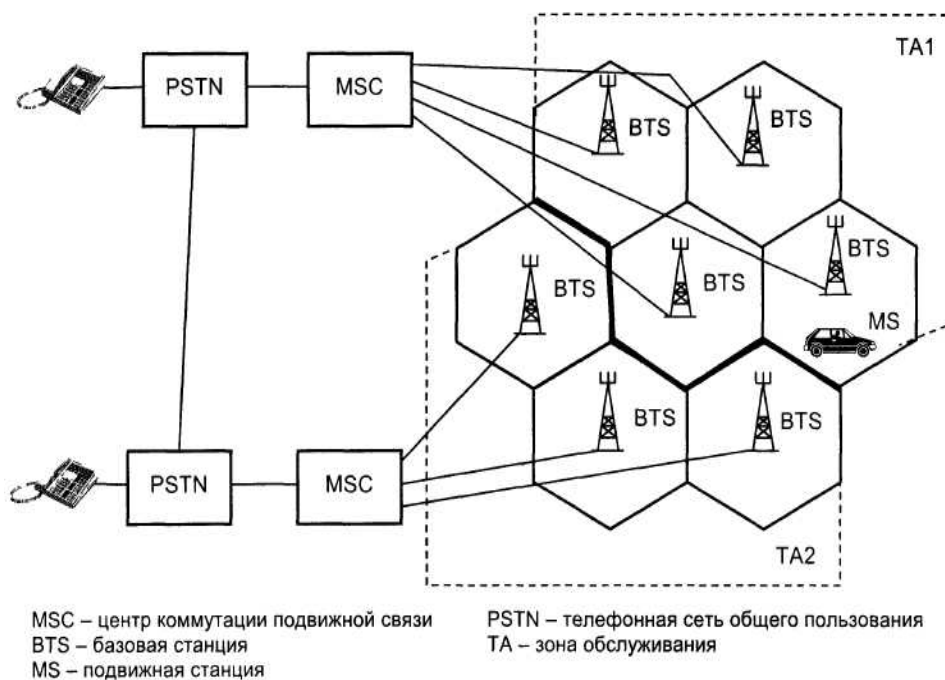 TA1
PSTN
MSC
BTS
BTS
BTS
BTS
BTS
MS
BTS
BTS
PSTN
MSC
TA2
MSC – центр коммутации подвижной связи
BTS – базовая станция
MS – подвижная станция
PSTN – телефонная сеть общего пользования
TA – зона обслуживания